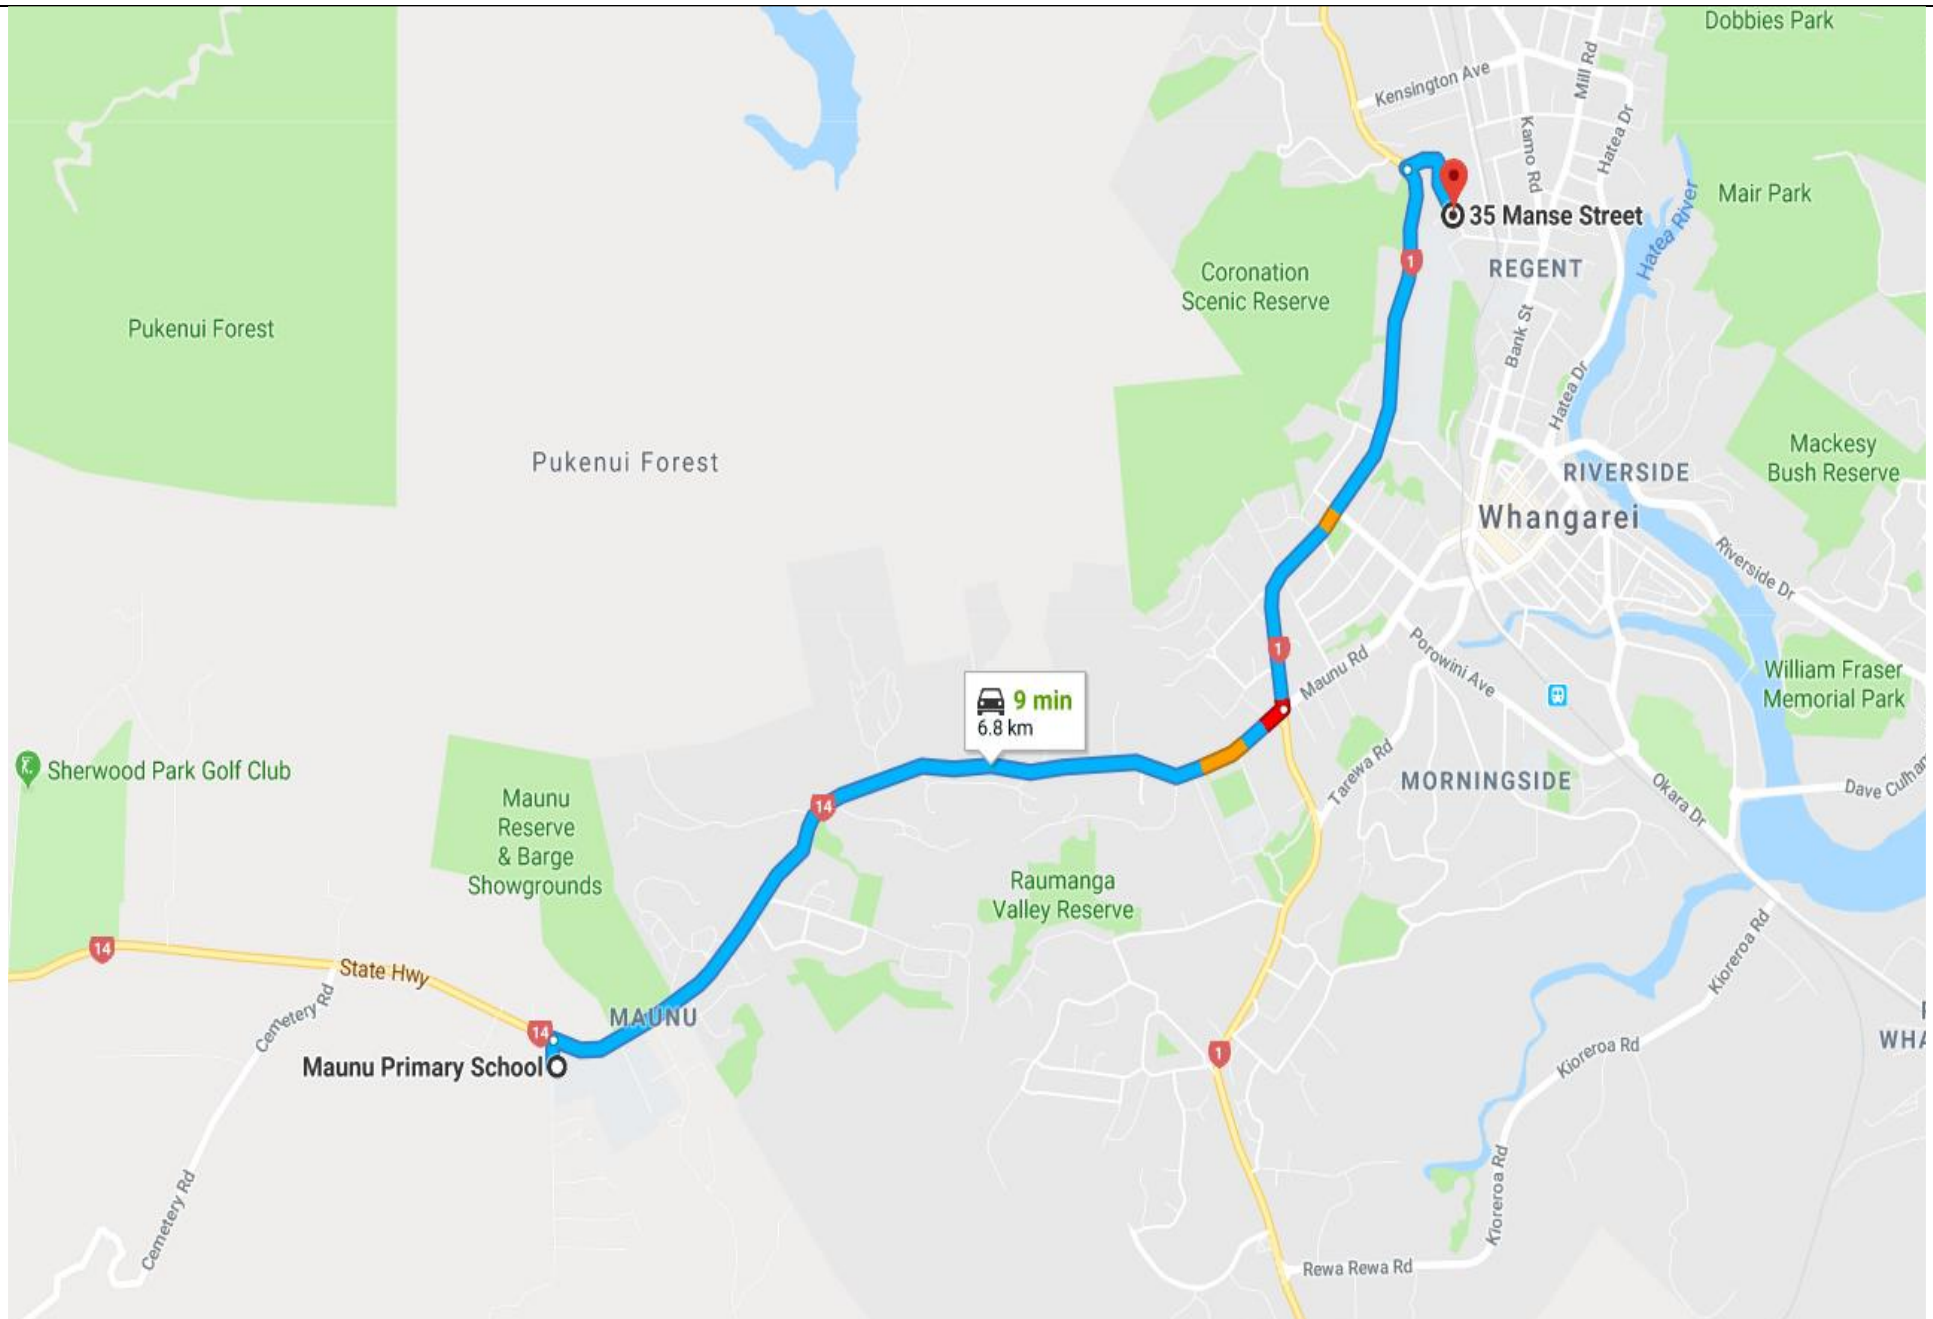 Dobbies Park
Kensington Ave
Mill Rd
Hatea Dr
Kamo Rd
Mair Park
Hatea River
35 Manse Street
1
REGENT
Coronation
Scenic Reserve
Pukenui Forest
Bank St
Hatea Dr
Pukenui Forest
Mackesy
Bush Reserve
RIVERSIDE
Whangarei
Riverside Dr
1
Maunu Rd
Porowini Ave
William Fraser
Memorial Park
9 min
6.8 km
Sherwood Park Golf Club
Tarewa Rd
MORNINGSIDE
Okara Dr
Maunu
Reserve
& Barge
Showgrounds
14
Raumanga
Valley Reserve
14
State Hwy
Cemetery Rd
14
MAUNU
Maunu Primary School
1
Kioreroa Rd
Kioreroa Rd
Cemetery Rd
Kioreroa Rd
Rewa Rewa Rd